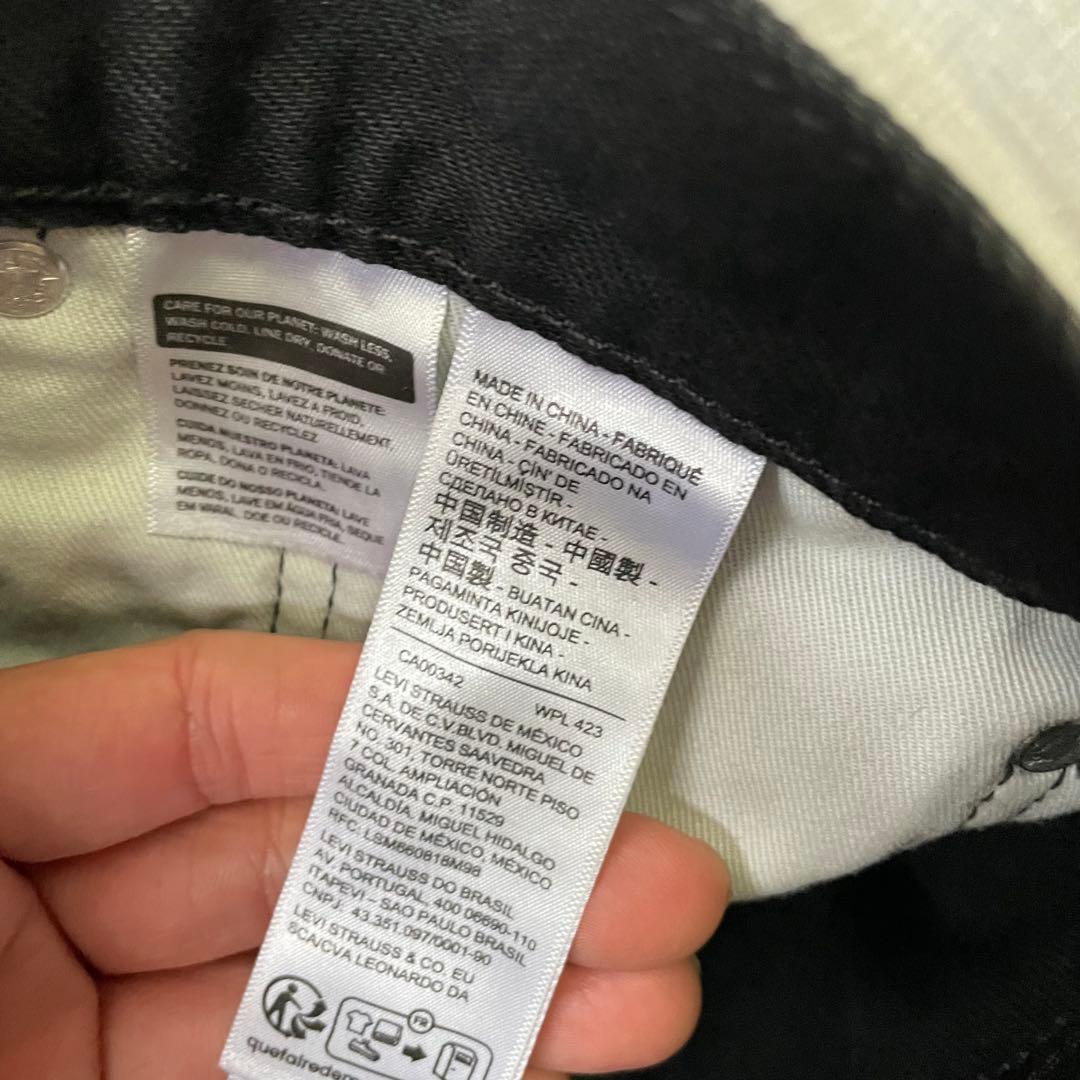 CARE FOR OUR PLANET: WASH LESS,
WASH COLD, LINE DRY, DONATE OR
RECYCLE
PRENEZ SOIN DE NOTRE PLANETE:
LAVEZ MOINS, LAVEZ A FROID,
LAISSEZ SECHER NATURELLEMENT,
DONNEZ OU RECYCLEZ
CUIDA NUESTRO PLANETA: LAVA
MENOS, LAVA EN FRIO, TIENDE LA
ROPA, DONA O RECICLA.
CUIDE DO NOSSO PLANETA: LAVE
MENOS, LAVE EM ÁGUA FRIA, SEQUE
EM VARAL, DOE OU RECICLE.
MADE IN CHINA - FABRIQUÉ
EN CHINE - FABRICADO EN
CHINA - FABRICADO NA
CHINA - ÇİN' DE
ÜRETİLMİŞTİR -
СДЕЛАНО В КИТАЕ -
中国制造 - 中國製 -
제조국 중국 -
中国製 - BUATAN CINA -
PAGAMINTA KINIJOJE -
PRODUSERT I KINA -
ZEMLJA PORIJEKLA KINA
CA00342 WPL 423
LEVI STRAUSS DE MÉXICO
S.A. DE C.V.BLVD. MIGUEL DE
CERVANTES SAAVEDRA
NO. 301, TORRE NORTE PISO
7 COL. AMPLIACIÓN
GRANADA C.P. 11529
ALCALDÍA, MIGUEL HIDALGO
CIUDAD DE MÉXICO, MÉXICO
RFC: LSM860818M98
LEVI STRAUSS DO BRASIL
AV. PORTUGAL, 400 06690-110
ITAPEVI - SAO PAULO BRASIL
CNPJ: 43.351.097/0001-90
LEVI STRAUSS & CO. EU
SCA/CVA LEONARDO DA
FR
quefairedem